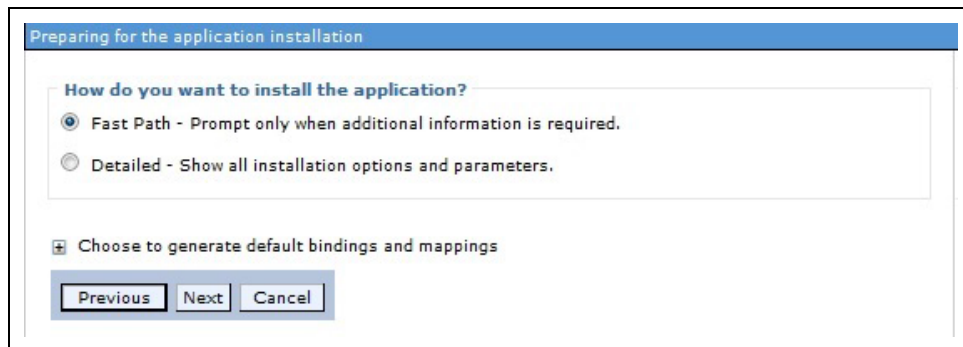 Preparing for the application installation
How do you want to install the application?
Fast Path - Prompt only when additional information is required.
Detailed - Show all installation options and parameters.
Choose to generate default bindings and mappings
Previous Next Cancel